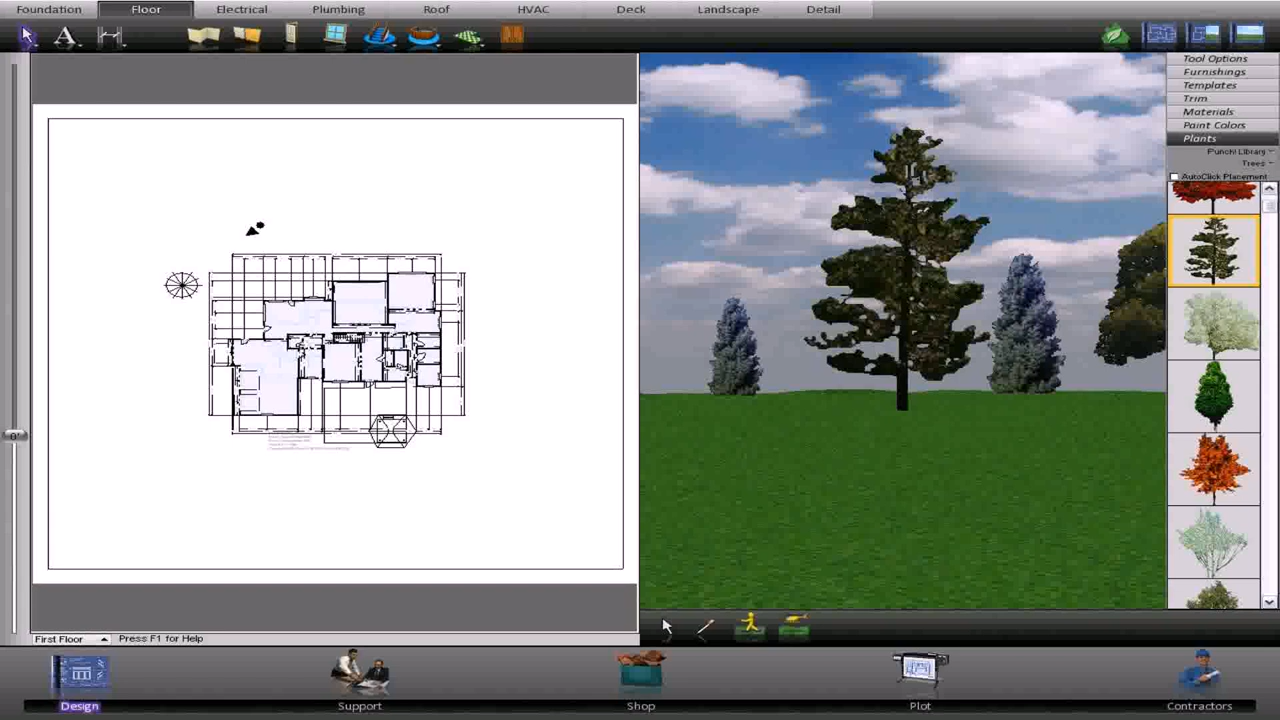 Foundation Floor Electrical Plumbing Roof HVAC Deck Landscape Detail
A
Tool Options
Furnishings
Templates
Trim
Materials
Paint Colors
Plants
Punch! Library
Trees
AutoClick Placement
0'
First Floor Press F1 for Help
Design Support Shop Plot Contractors